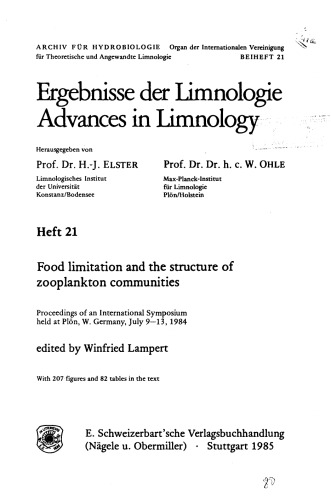 ARCHIV FÜR HYDROBIOLOGIE Organ der Internationalen Vereinigung
für Theoretische und Angewandte Limnologie BEIHEFT 21
Ergebnisse der Limnologie
Advances in Limnology
Herausgegeben von
Prof. Dr. H.-J. ELSTER Prof. Dr. Dr. h. c. W. OHLE
Limnologisches Institut Max-Planck-Institut
der Universität für Limnologie
Konstanz/Bodensee Plön/Holstein
Heft 21
Food limitation and the structure of
zooplankton communities
Proceedings of an International Symposium
held at Plön, W. Germany, July 9–13, 1984
edited by Winfried Lampert
With 207 figures and 82 tables in the text
E. Schweizerbart'sche Verlagsbuchhandlung
(Nägele u. Obermiller) · Stuttgart 1985